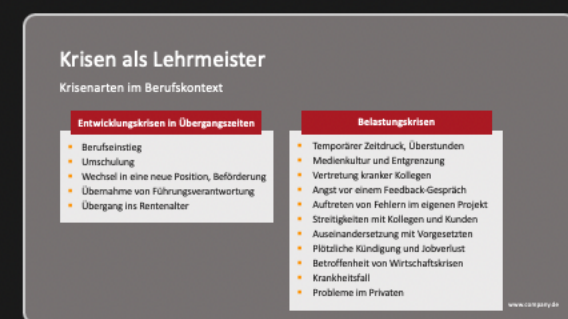 Krisen als Lehrmeister
Krisenarten im Berufskontext
Entwicklungskrisen in Übergangszeiten
Berufseinstieg
Umschulung
Wechsel in eine neue Position, Beförderung
Übernahme von Führungsverantwortung
Übergang ins Rentenalter
Belastungskrisen
Temporärer Zeitdruck, Überstunden
Medienkultur und Entgrenzung
Vertretung kranker Kollegen
Angst vor einem Feedback-Gespräch
Auftreten von Fehlern im eigenen Projekt
Streitigkeiten mit Kollegen und Kunden
Auseinandersetzung mit Vorgesetzten
Plötzliche Kündigung und Jobverlust
Betroffenheit von Wirtschaftskrisen
Krankheitsfall
Probleme im Privaten
www.company.de